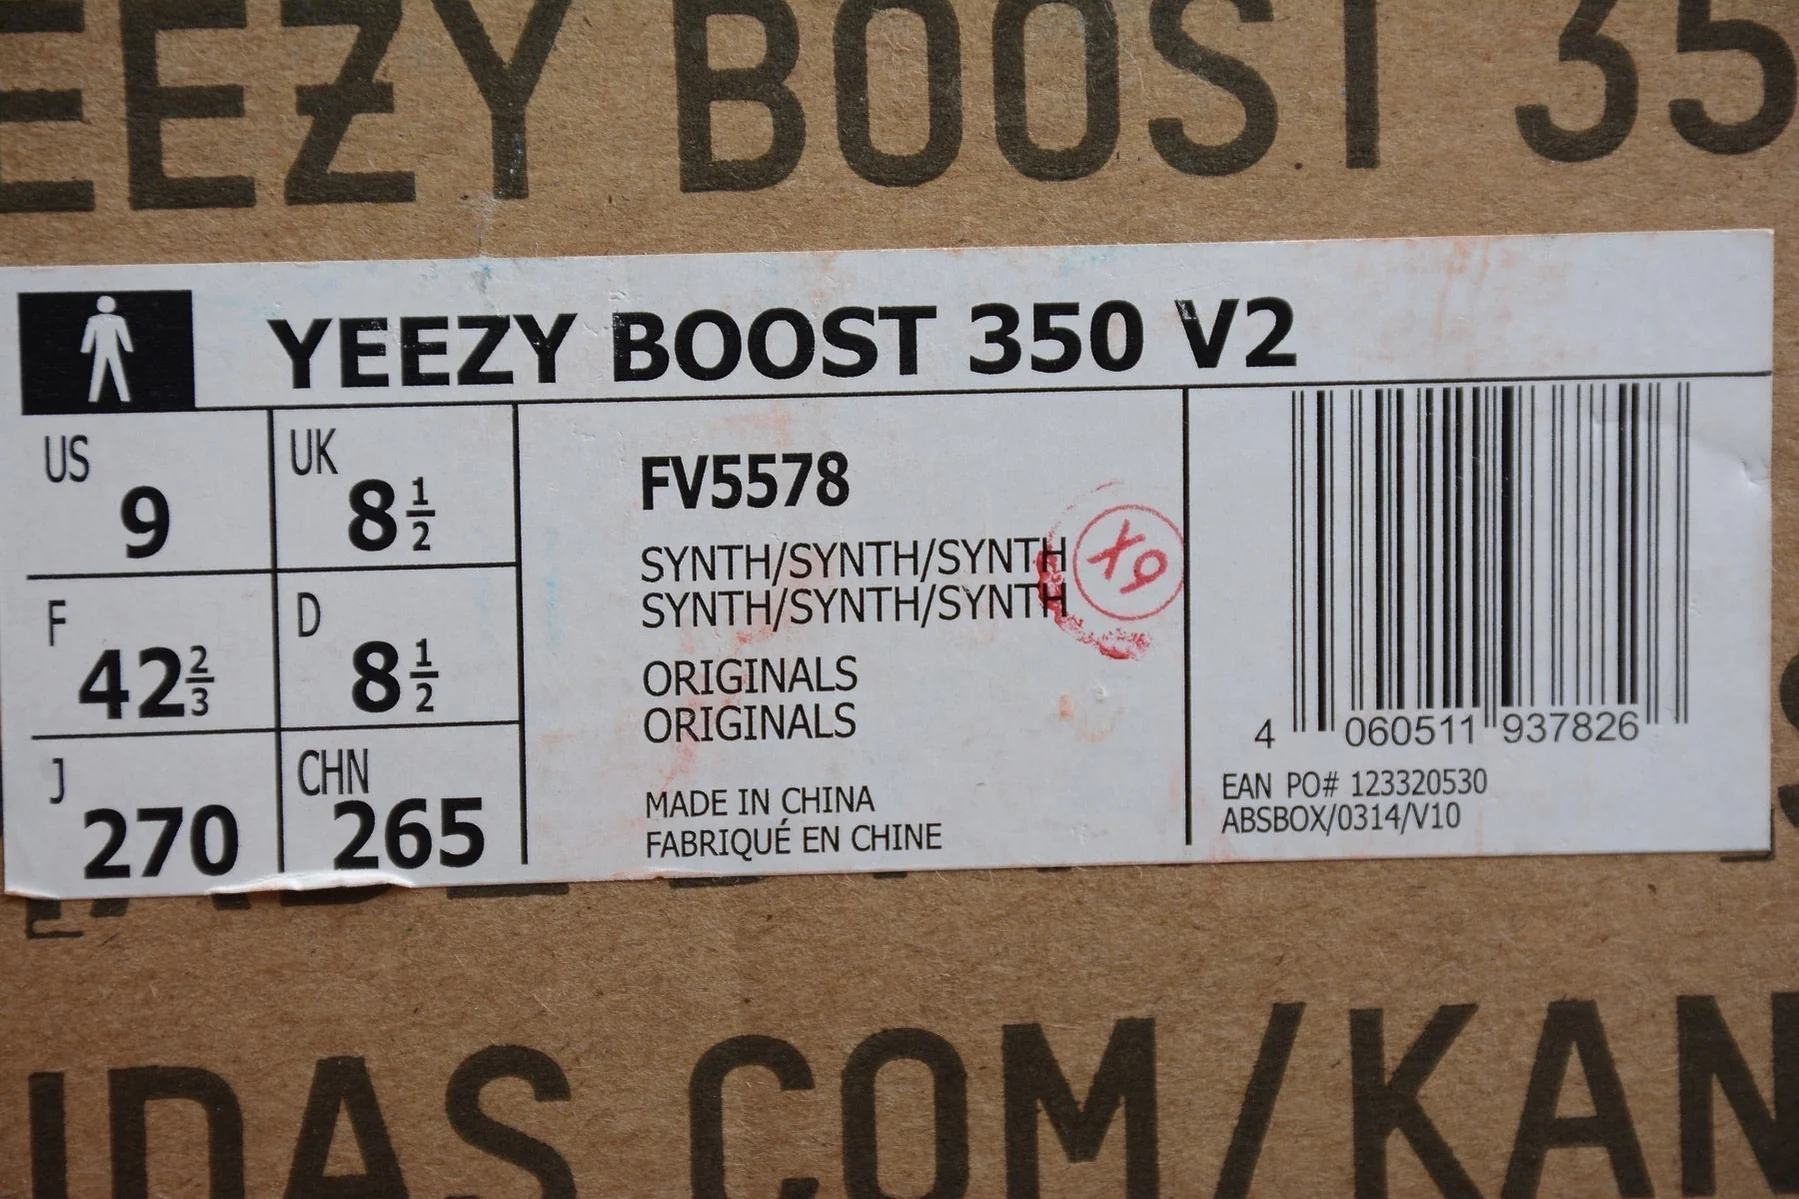 EEZY BOOST 35
YEEZY BOOST 350 V2
US 9
UK 8 1/2
F 42 2/3
D 8 1/2
J 270
CHN 265
FV5578
SYNTH/SYNTH/SYNTH
SYNTH/SYNTH/SYNTH
ORIGINALS
ORIGINALS
MADE IN CHINA
FABRIQUÉ EN CHINE
4 060511 937826
EAN PO# 123320530
ABSBOX/0314/V10
IDAS COM/KAN